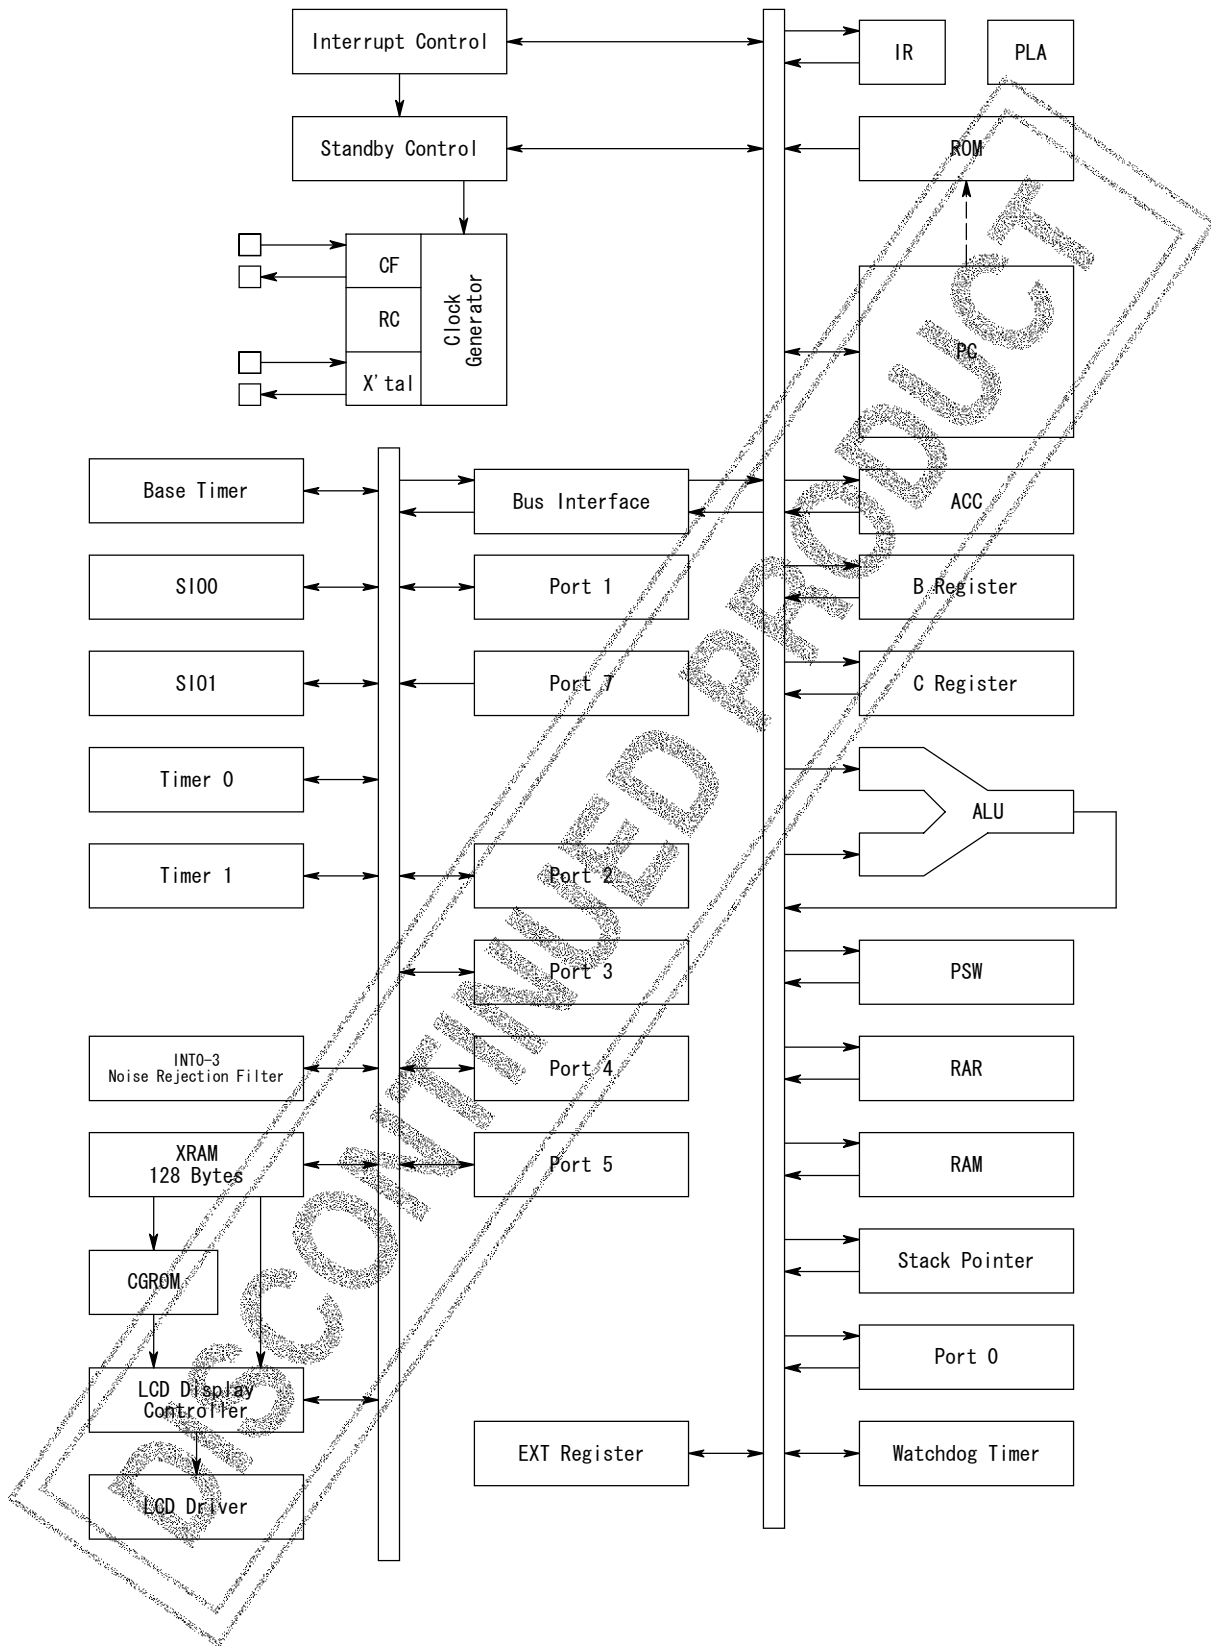 Interrupt Control
IR
PLA
Standby Control
ROM
CF
RC
X'tal
Clock
Generator
PC
Base Timer
Bus Interface
ACC
SIO0
Port 1
B Register
SIO1
Port 7
C Register
Timer 0
ALU
Timer 1
Port 2
Port 3
PSW
INT0-3
Noise Rejection Filter
Port 4
RAR
XRAM
128 Bytes
Port 5
RAM
CGROM
Stack Pointer
Port 0
LCD Display
Controller
EXT Register
Watchdog Timer
LCD Driver
DISCONTINUED PRODUCT